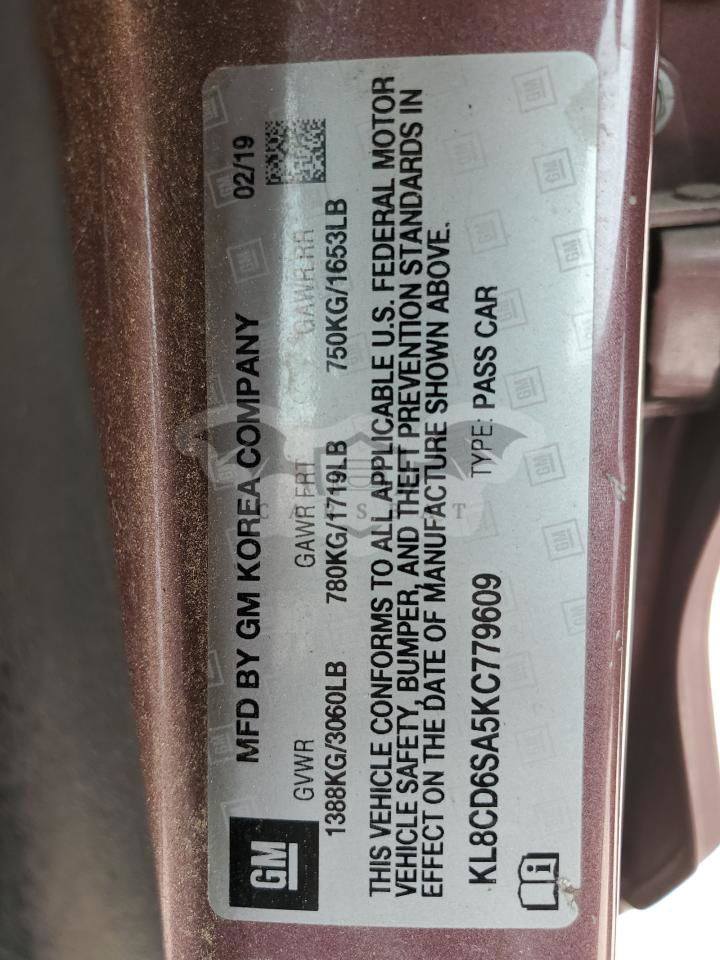 GM
MFD BY GM KOREA COMPANY 02/19
GVWR GAWR FRT GAWR RR
1388KG/3060LB 780KG/1719LB 750KG/1653LB
THIS VEHICLE CONFORMS TO ALL APPLICABLE U.S. FEDERAL MOTOR
VEHICLE SAFETY, BUMPER, AND THEFT PREVENTION STANDARDS IN
EFFECT ON THE DATE OF MANUFACTURE SHOWN ABOVE.
KL8CD6SA5KC779609 TYPE: PASS CAR